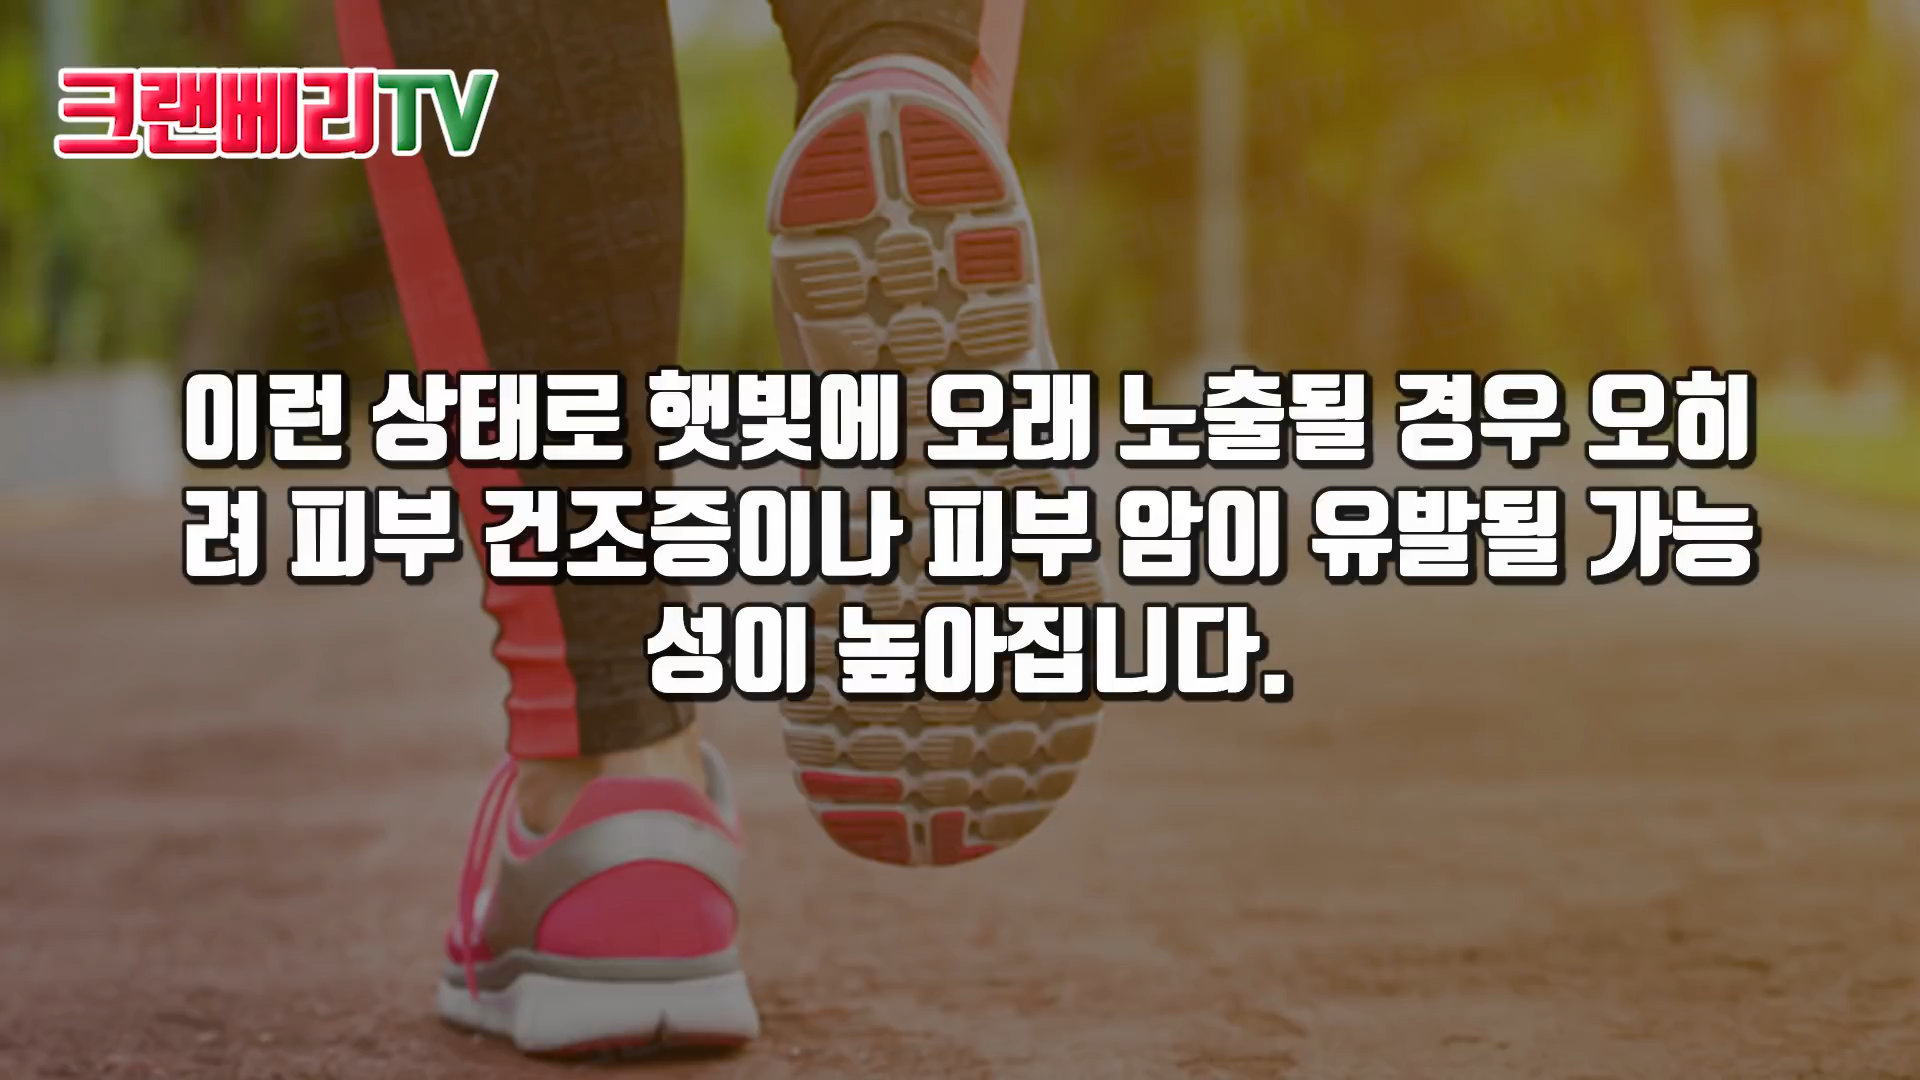 크랜베리TV
이런 상태로 햇빛에 오래 노출될 경우 오히
려 피부 건조증이나 피부 암이 유발될 가능
성이 높아집니다.